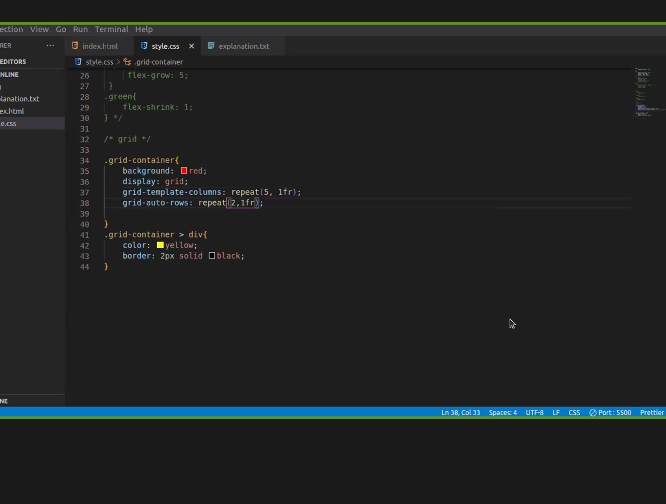 ection View Go Run Terminal Help
RER ...
index.html style.css × explanation.txt
EDITORS
style.css > .grid-container
NLINE
lanation.txt
ex.html
e.css
26 flex-grow: 5;
27 }
28 .green{
29 flex-shrink: 1;
30 } */
31
32 /* grid */
33
34 .grid-container{
35 background: red;
36 display: grid;
37 grid-template-columns: repeat(5, 1fr);
38 grid-auto-rows: repeat(2,1fr);
39
40 }
41 .grid-container > div{
42 color: yellow;
43 border: 2px solid black;
44 }
NE
Ln 38, Col 33 Spaces: 4 UTF-8 LF CSS Port : 5500 Prettier